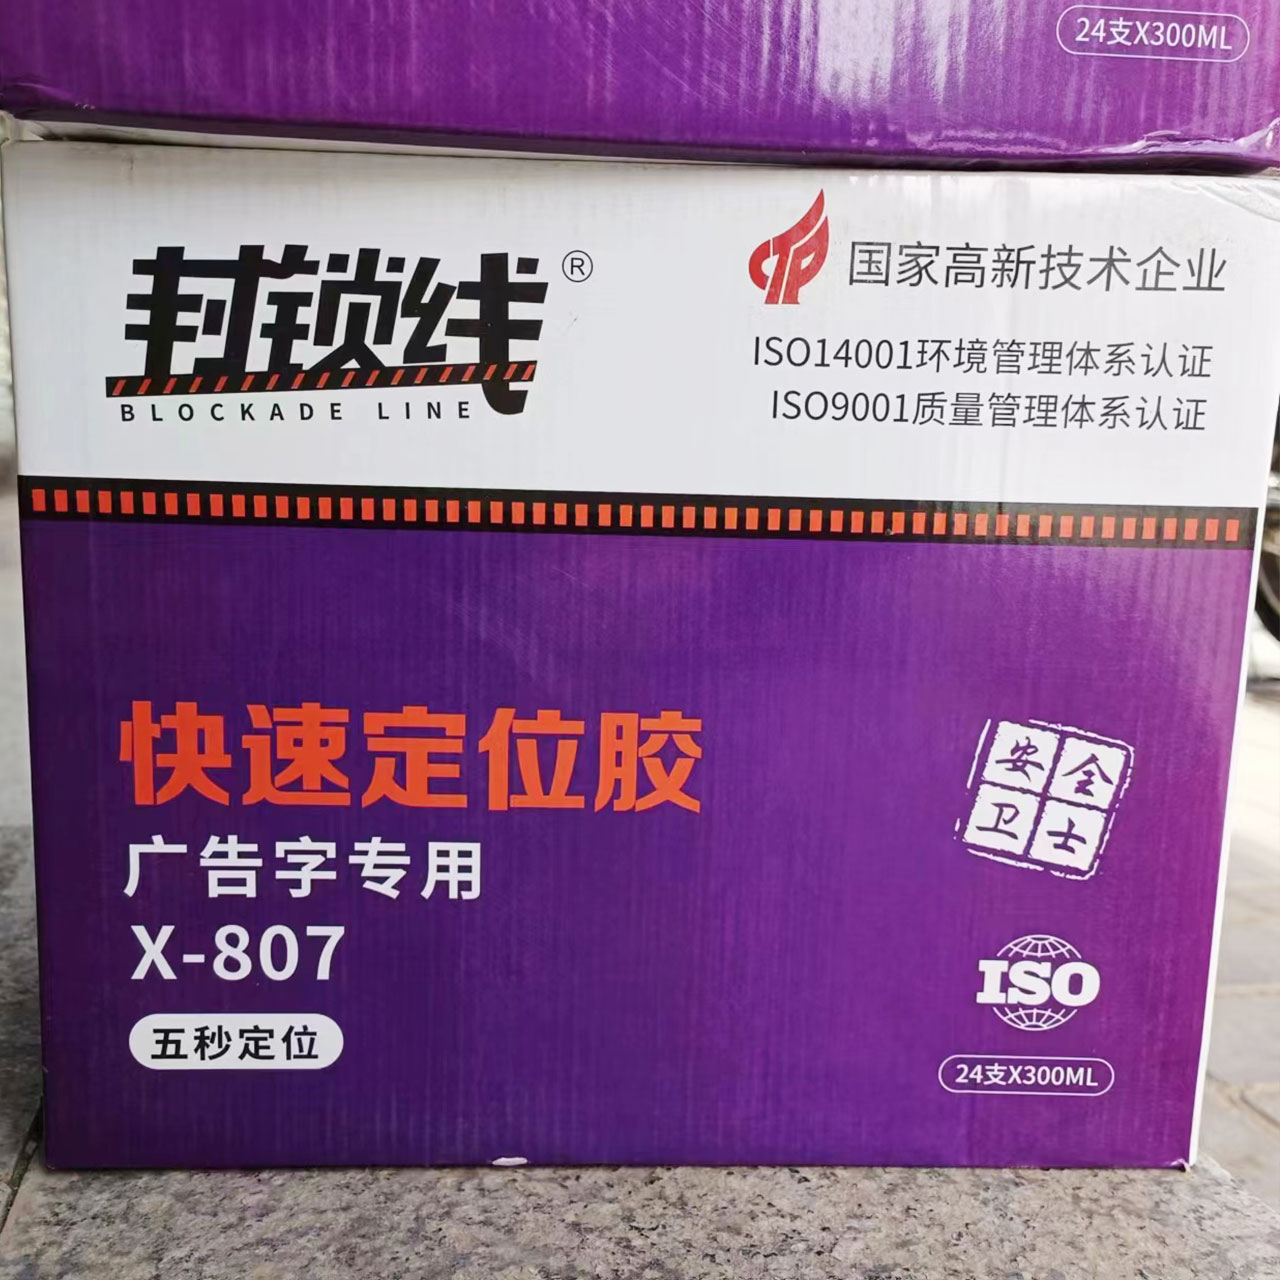 24支X300ML
封锁线®
BLOCKADE LINE
国家高新技术企业
ISO14001环境管理体系认证
ISO9001质量管理体系认证
快速定位胶
广告字专用
X-807
五秒定位
安全
卫士
ISO
24支X300ML